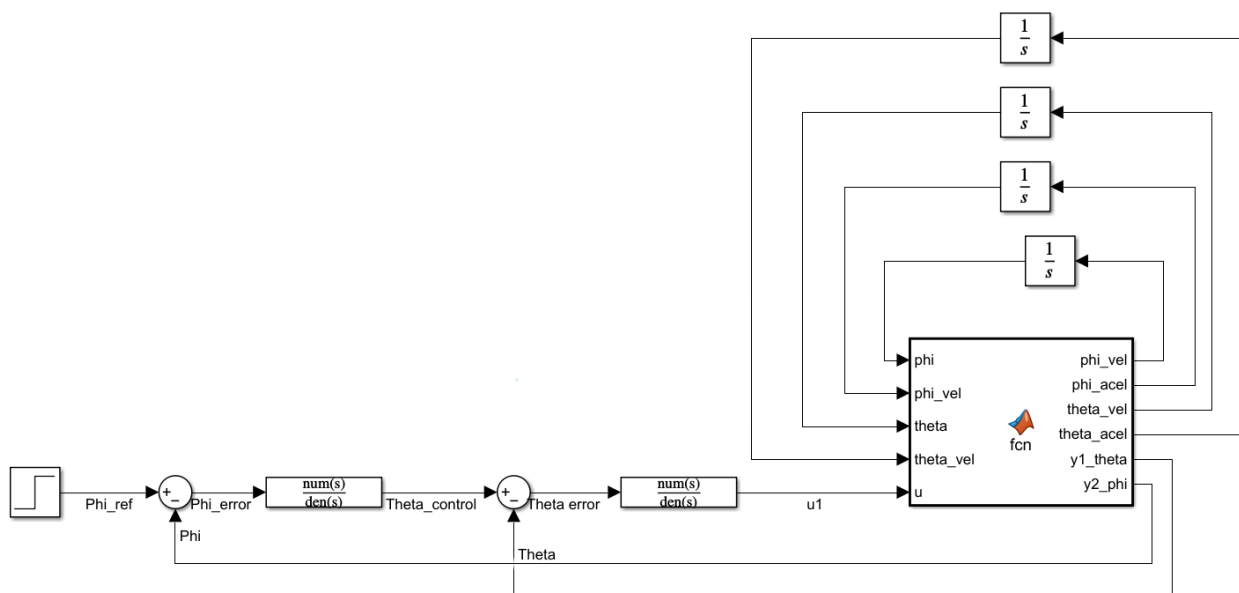 1
s
1
s
1
s
1
s
phi
phi_vel
theta
theta_vel
u
fcn
phi_vel
phi_acel
theta_vel
theta_acel
y1_theta
y2_phi
Phi_ref
+
−
Phi_error
num(s)
den(s)
Theta_control
+
−
Theta error
num(s)
den(s)
u1
Phi
Theta